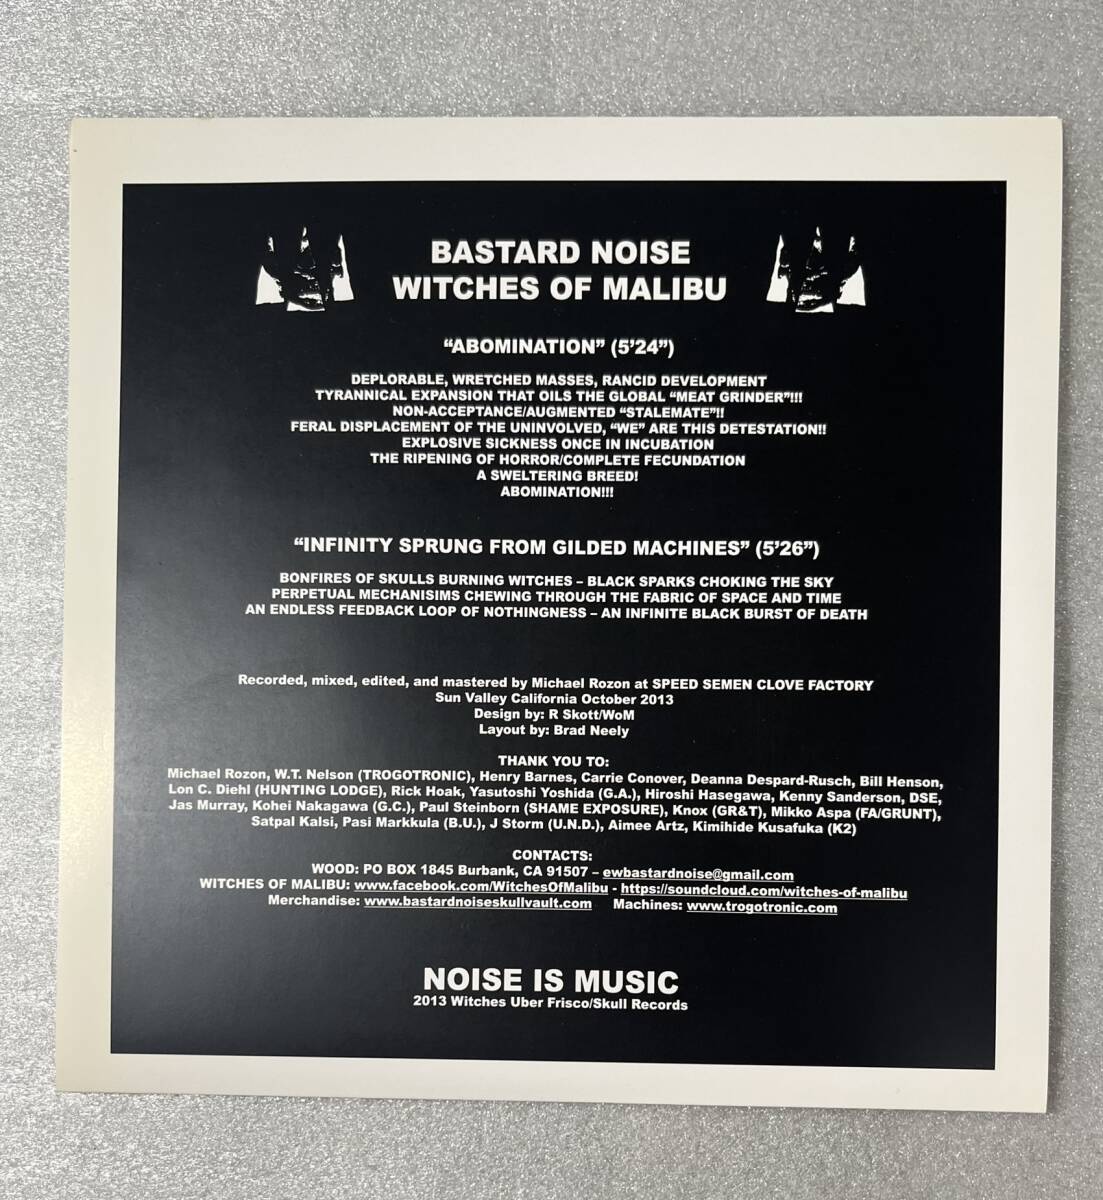 BASTARD NOISE
WITCHES OF MALIBU
“ABOMINATION” (5’24”)
DEPLORABLE, WRETCHED MASSES, RANCID DEVELOPMENT
TYRANNICAL EXPANSION THAT OILS THE GLOBAL “MEAT GRINDER”!!!
NON-ACCEPTANCE/AUGMENTED “STALEMATE”!!
FERAL DISPLACEMENT OF THE UNINVOLVED, “WE” ARE THIS DETESTATION!!
EXPLOSIVE SICKNESS ONCE IN INCUBATION
THE RIPENING OF HORROR/COMPLETE FECUNDATION
A SWELTERING BREED!
ABOMINATION!!!
“INFINITY SPRUNG FROM GILDED MACHINES” (5’26”)
BONFIRES OF SKULLS BURNING WITCHES – BLACK SPARKS CHOKING THE SKY
PERPETUAL MECHANISIMS CHEWING THROUGH THE FABRIC OF SPACE AND TIME
AN ENDLESS FEEDBACK LOOP OF NOTHINGNESS – AN INFINITE BLACK BURST OF DEATH
Recorded, mixed, edited, and mastered by Michael Rozon at SPEED SEMEN CLOVE FACTORY
Sun Valley California October 2013
Design by: R Skott/WoM
Layout by: Brad Neely
THANK YOU TO:
Michael Rozon, W.T. Nelson (TROGOTRONIC), Henry Barnes, Carrie Conover, Deanna Despard-Rusch, Bill Henson,
Lon C. Diehl (HUNTING LODGE), Rick Hoak, Yasutoshi Yoshida (G.A.), Hiroshi Hasegawa, Kenny Sanderson, DSE,
Jas Murray, Kohei Nakagawa (G.C.), Paul Steinborn (SHAME EXPOSURE), Knox (GR&T), Mikko Aspa (FA/GRUNT),
Satpal Kalsi, Pasi Markkula (B.U.), J Storm (U.N.D.), Aimee Artz, Kimihide Kusafuka (K2)
CONTACTS:
WOOD: PO BOX 1845 Burbank, CA 91507 – ewbastardnoise@gmail.com
WITCHES OF MALIBU: www.facebook.com/WitchesOfMalibu - https://soundcloud.com/witches-of-malibu
Merchandise: www.bastardnoiseskullvault.com Machines: www.trogotronic.com
NOISE IS MUSIC
2013 Witches Uber Frisco/Skull Records